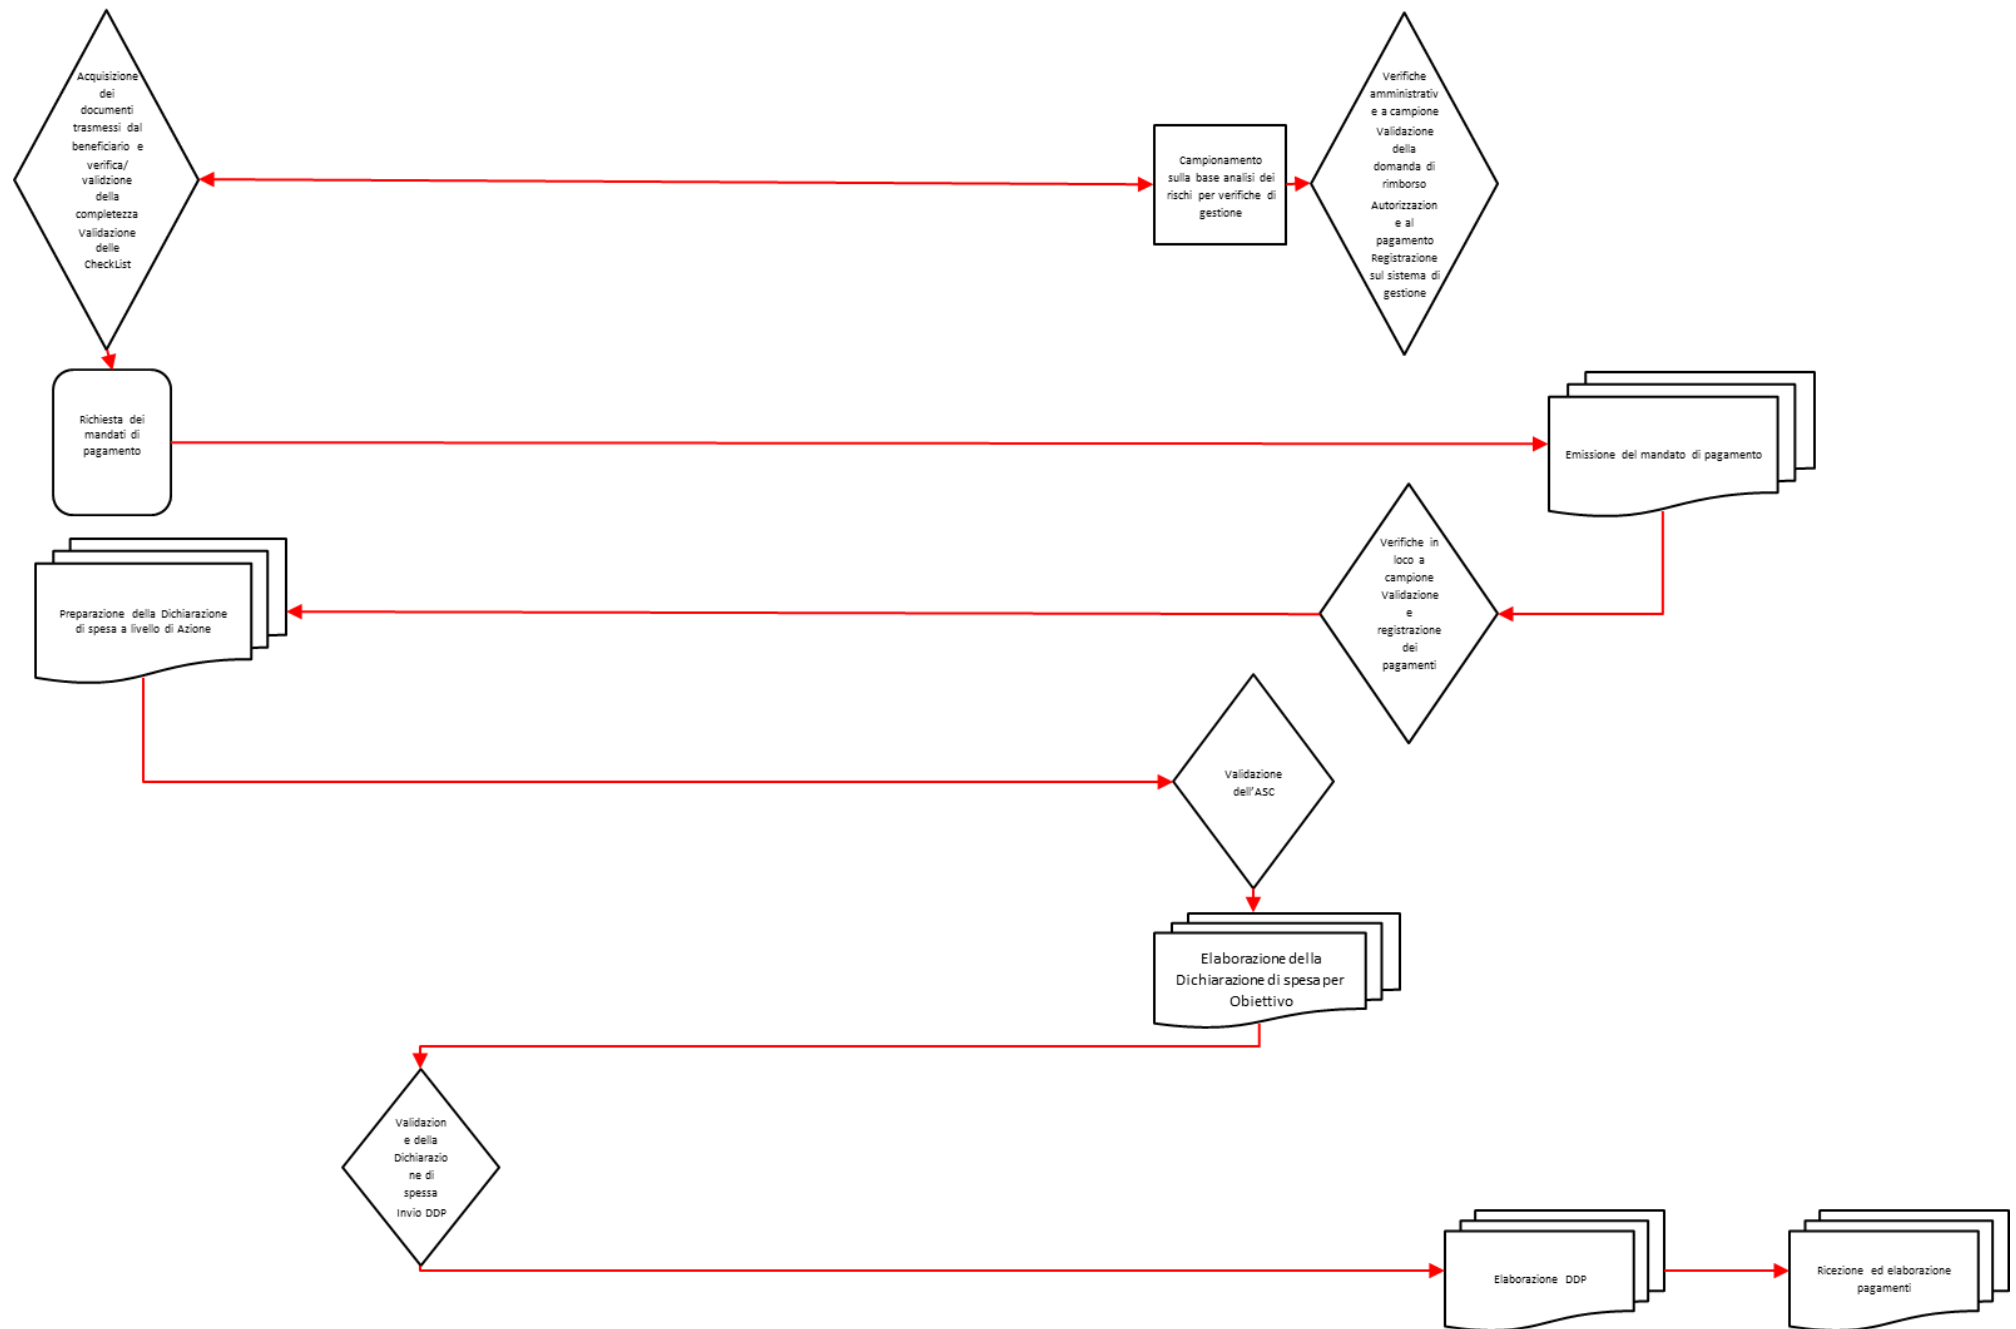 Acquisizione
dei
documenti
trasmessi dal
beneficiario e
verifica/
validzione
della
completezza
Validazione
delle
CheckList
Campionamento
sulla base analisi dei
rischi per verifiche di
gestione
Verifiche
amministrativ
e a campione
Validazione
della
domanda di
rimborso
Autorizzazion
e al
pagamento
Registrazione
sul sistema di
gestione
Richiesta dei
mandati di
pagamento
Emissione del mandato di pagamento
Verifiche in
loco a
campione
Validazione
e
registrazione
dei
pagamenti
Preparazione della Dichiarazione
di spesa a livello di Azione
Validazione
dell'ASC
Elaborazione della
Dichiarazione di spesa per
Obiettivo
Validazion
e della
Dichiarazio
ne di
spessa
Invio DDP
Elaborazione DDP
Ricezione ed elaborazione
pagamenti